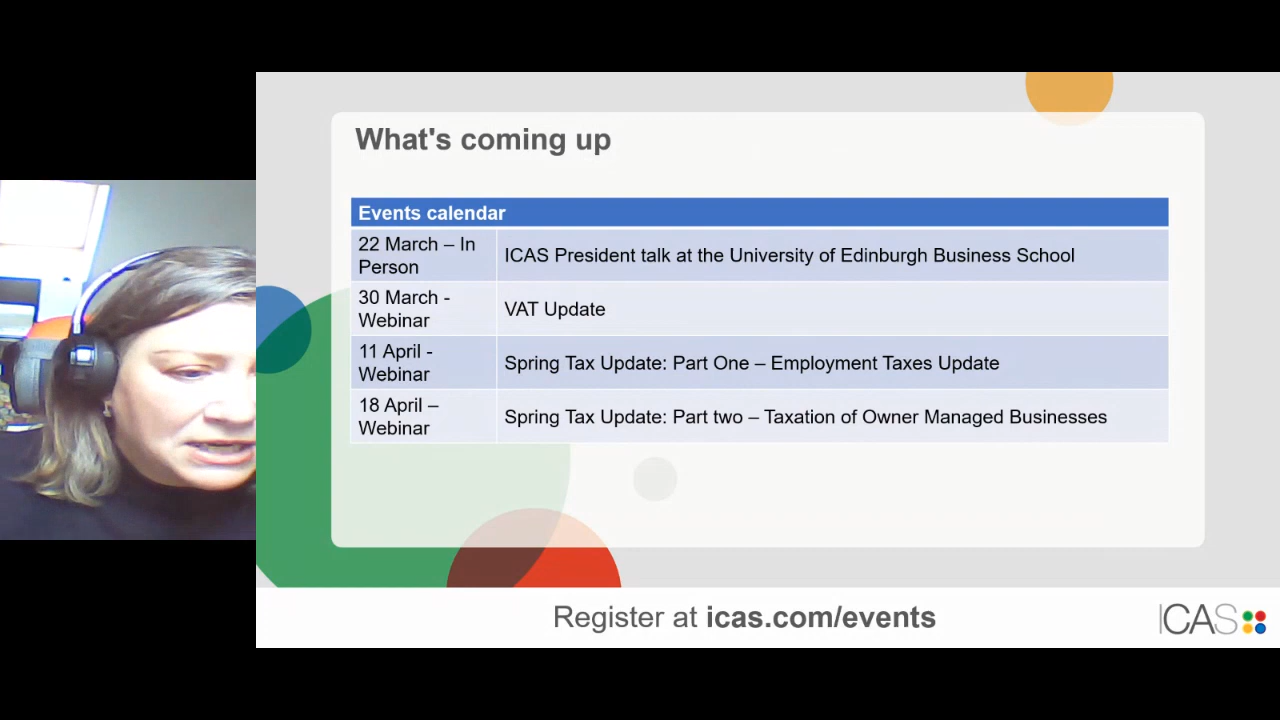 What's coming up
Events calendar
22 March – In
Person
ICAS President talk at the University of Edinburgh Business School
30 March -
Webinar
VAT Update
11 April -
Webinar
Spring Tax Update: Part One – Employment Taxes Update
18 April –
Webinar
Spring Tax Update: Part two – Taxation of Owner Managed Businesses
Register at icas.com/events
ICAS